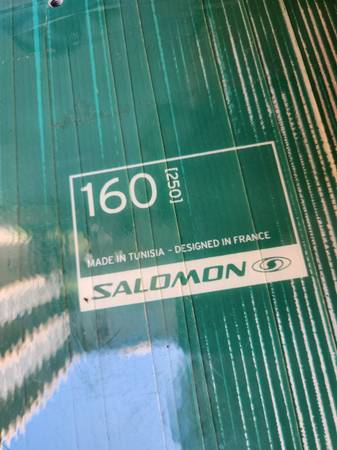 160 [250]
MADE IN TUNISIA - DESIGNED IN FRANCE
SALOMON